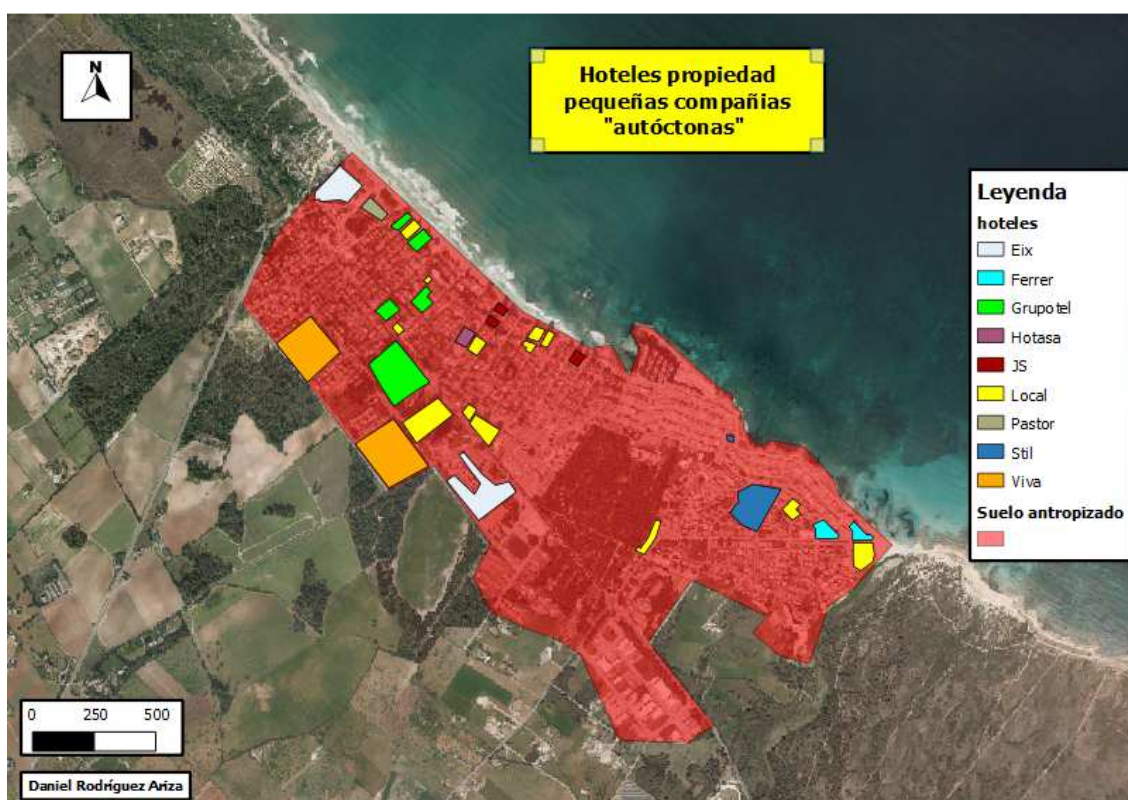 N
Hoteles propiedad
pequeñas compañias
"autóctonas"
Leyenda
hoteles
Eix
Ferrer
Grupotel
Hotasa
JS
Local
Pastor
Stil
Viva
Suelo antropizado
0 250 500
Daniel Rodríguez Ariza